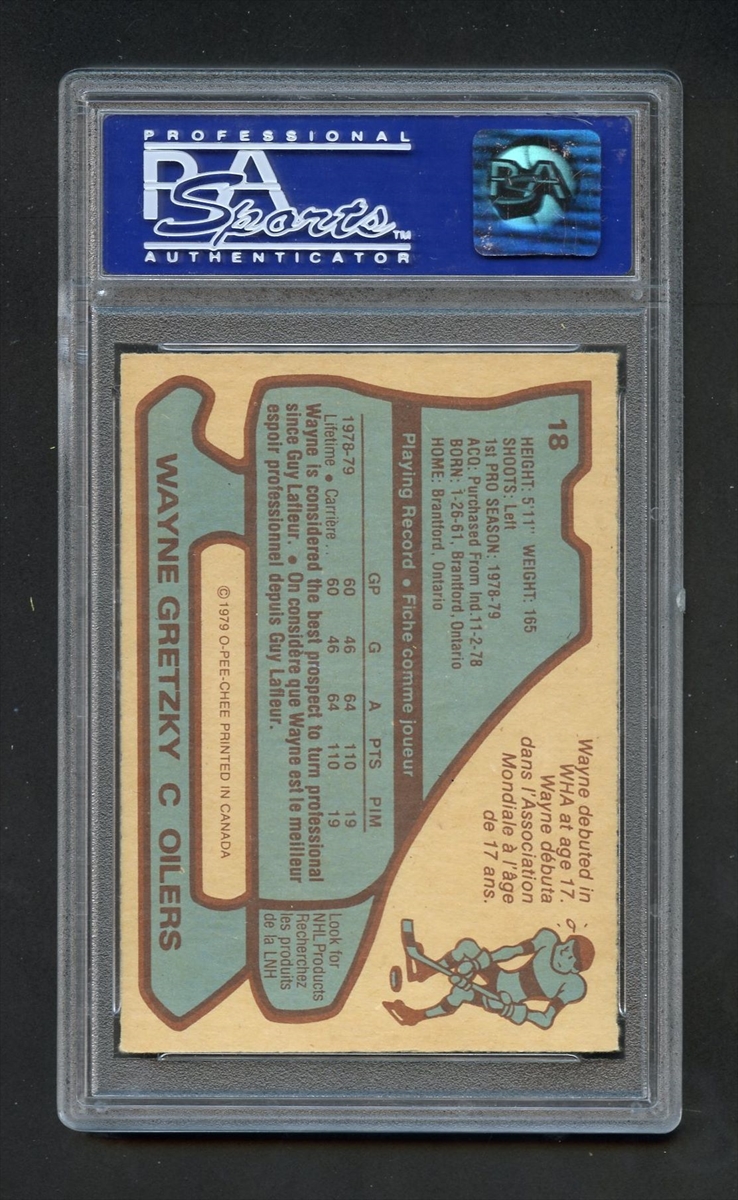 PROFESSIONAL
PSA
Sports™
AUTHENTICATOR
PSA
18
HEIGHT: 5'11" WEIGHT: 165
SHOOTS: Left
1st PRO SEASON: 1978-79
ACQ: Purchased From Ind. 11-2-78
BORN: 1-26-61, Brantford, Ontario
HOME: Brantford, Ontario
Wayne debuted in
WHA at age 17.
Wayne débuta
dans l'Association
Mondiale à l'âge
de 17 ans.
Playing Record • Fiche comme joueur
GP G A PTS PIM
1978-79 60 46 64 110 19
Lifetime • Carrière .. 60 46 64 110 19
Wayne is considered the best prospect to turn professional
since Guy Lafleur. • On considère que Wayne est le meilleur
espoir professionnel depuis Guy Lafleur.
Look for
NHL Products
Recherchez
les produits
de la LNH
© 1979 O-PEE-CHEE PRINTED IN CANADA
WAYNE GRETZKY C OILERS